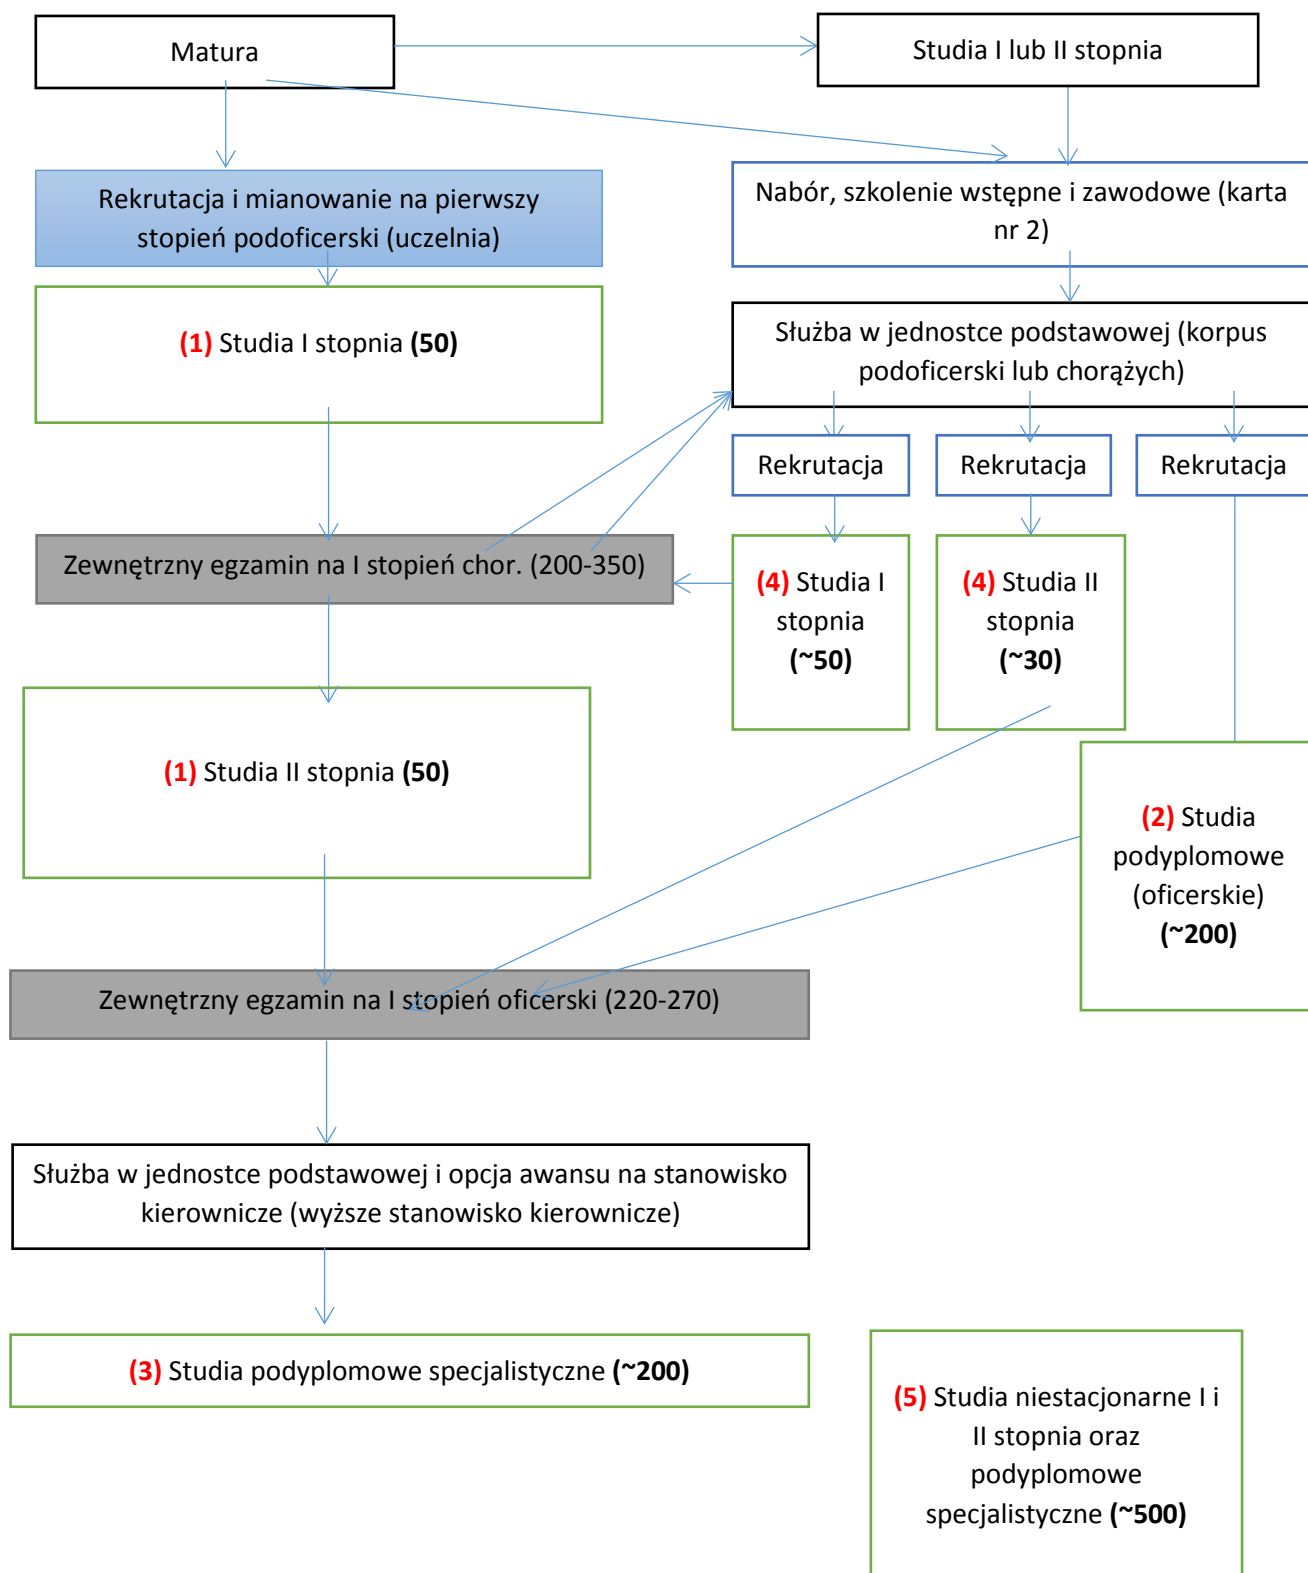 Matura
Studia I lub II stopnia
Rekrutacja i mianowanie na pierwszy
stopień podoficerski (uczelnia)
Nabór, szkolenie wstępne i zawodowe (karta
nr 2)
(1) Studia I stopnia (50)
Służba w jednostce podstawowej (korpus
podoficerski lub chorążych)
Rekrutacja
Rekrutacja
Rekrutacja
Zewnętrzny egzamin na I stopień chor. (200-350)
(4) Studia I
stopnia
(~50)
(4) Studia II
stopnia
(~30)
(1) Studia II stopnia (50)
(2) Studia
podyplomowe
(oficerskie)
(~200)
Zewnętrzny egzamin na I stopień oficerski (220-270)
Służba w jednostce podstawowej i opcja awansu na stanowisko
kierownicze (wyższe stanowisko kierownicze)
(3) Studia podyplomowe specjalistyczne (~200)
(5) Studia niestacjonarne I i
II stopnia oraz
podyplomowe
specjalistyczne (~500)